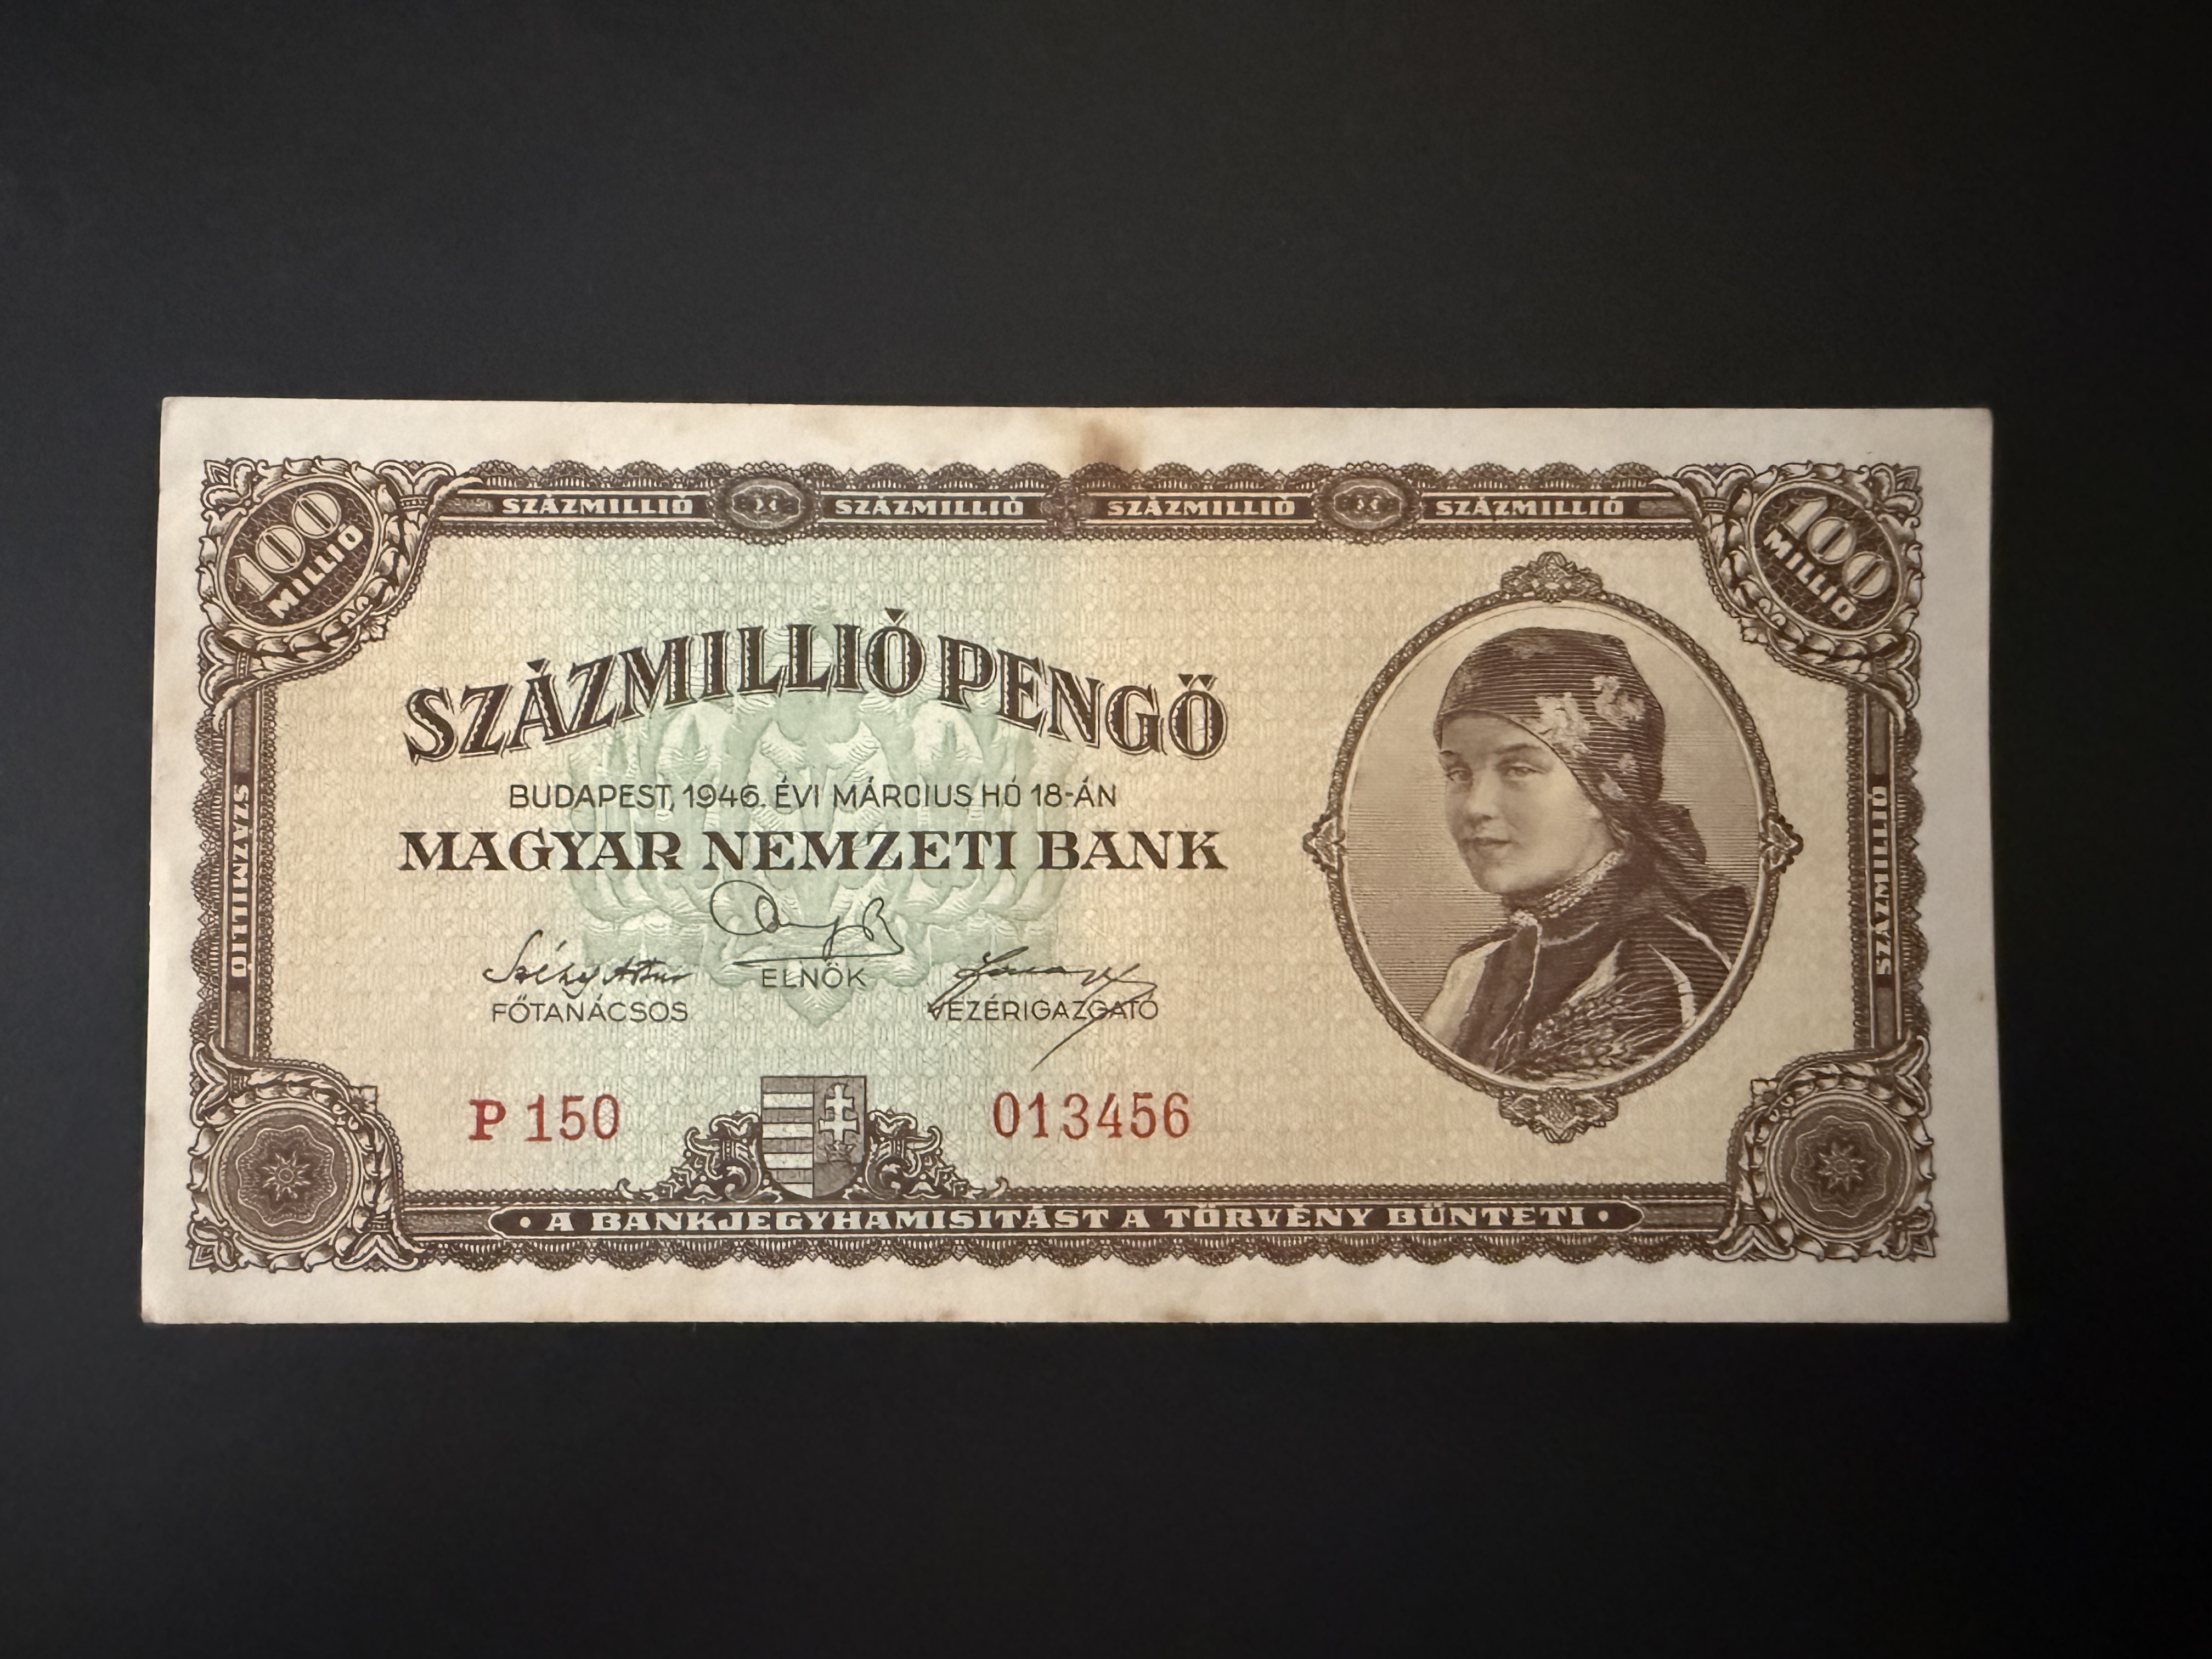 SZÁZMILLIÓ SZÁZMILLIÓ SZÁZMILLIÓ SZÁZMILLIÓ
100
MILLIÓ
100
MILLIÓ
SZÁZMILLIÓ PENGŐ
BUDAPEST, 1946. ÉVI MÁRCIUS HÓ 18-ÁN
MAGYAR NEMZETI BANK
ELNÖK
FŐTANÁCSOS
VEZÉRIGAZGATÓ
SZÁZMILLIÓ
SZÁZMILLIÓ
P 150
013456
• A BANKJEGYHAMISITÁST A TÖRVÉNY BÜNTETI •